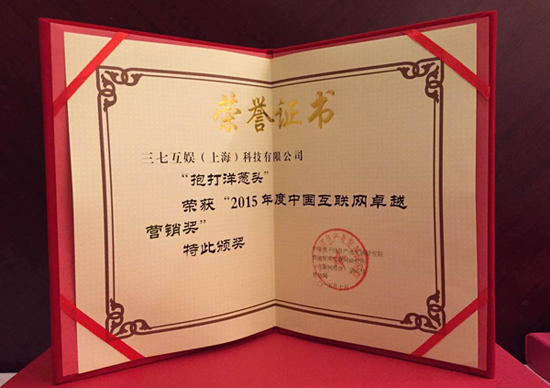 荣誉证书
三七互娱（上海）科技有限公司
“抱打洋葱头”
荣获“2015年度中国互联网卓越
营销奖”
特此颁奖